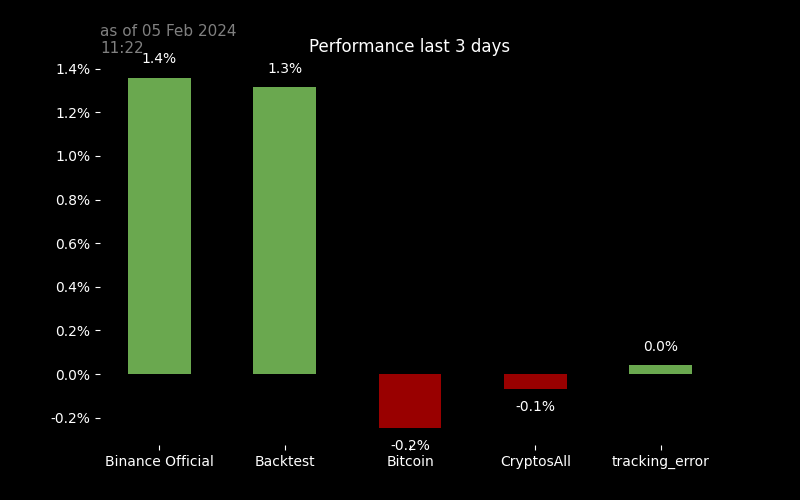 as of 05 Feb 2024
11:22
Performance last 3 days
1.4%
1.3%
-0.2%
-0.1%
0.0%
1.4%
1.2%
1.0%
0.8%
0.6%
0.4%
0.2%
0.0%
-0.2%
Binance Official
Backtest
Bitcoin
CryptosAll
tracking_error